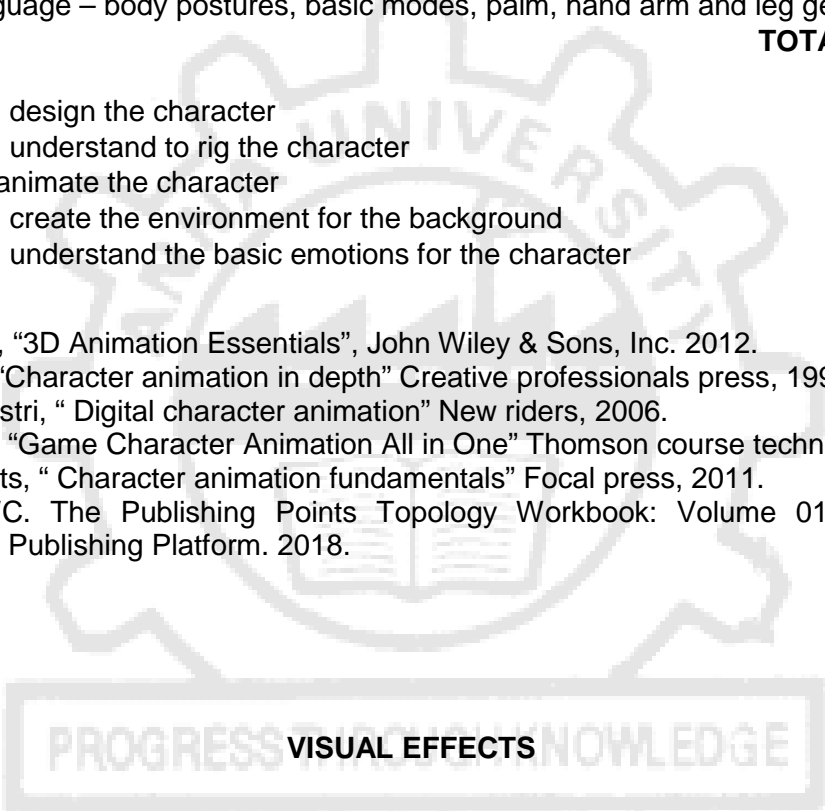 guage – body postures, basic modes, palm, hand arm and leg ge
TOTA
design the character
understand to rig the character
animate the character
create the environment for the background
understand the basic emotions for the character
, “3D Animation Essentials”, John Wiley & Sons, Inc. 2012.
“Character animation in depth” Creative professionals press, 199
stri, “ Digital character animation” New riders, 2006.
“Game Character Animation All in One” Thomson course techn
ts, “ Character animation fundamentals” Focal press, 2011.
C. The Publishing Points Topology Workbook: Volume 01
Publishing Platform. 2018.
VISUAL EFFECTS
ANNA UNIVERSITY
PROGRESS THROUGH KNOWLEDGE